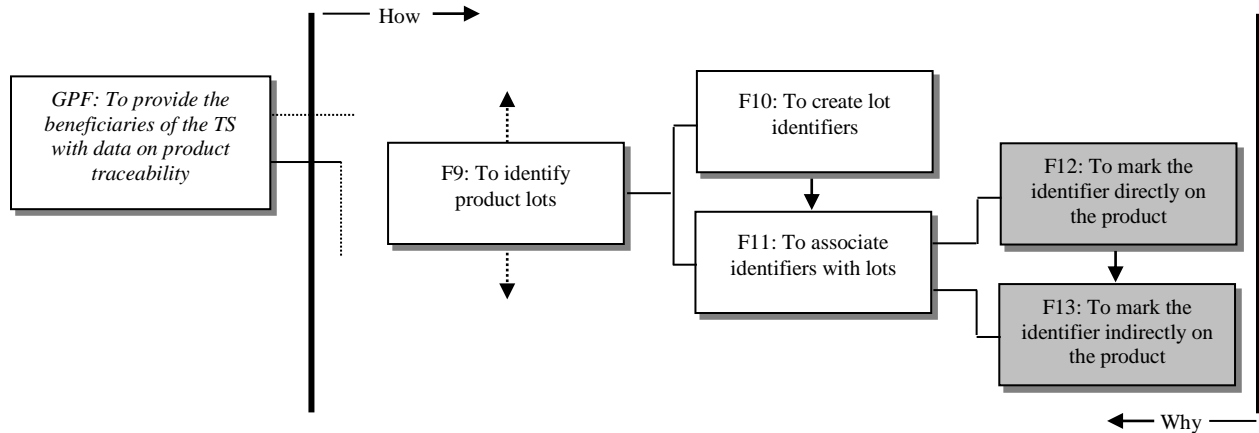 How
GPF: To provide the
beneficiaries of the TS
with data on product
traceability
F9: To identify
product lots
F10: To create lot
identifiers
F11: To associate
identifiers with lots
F12: To mark the
identifier directly on
the product
F13: To mark the
identifier indirectly on
the product
Why